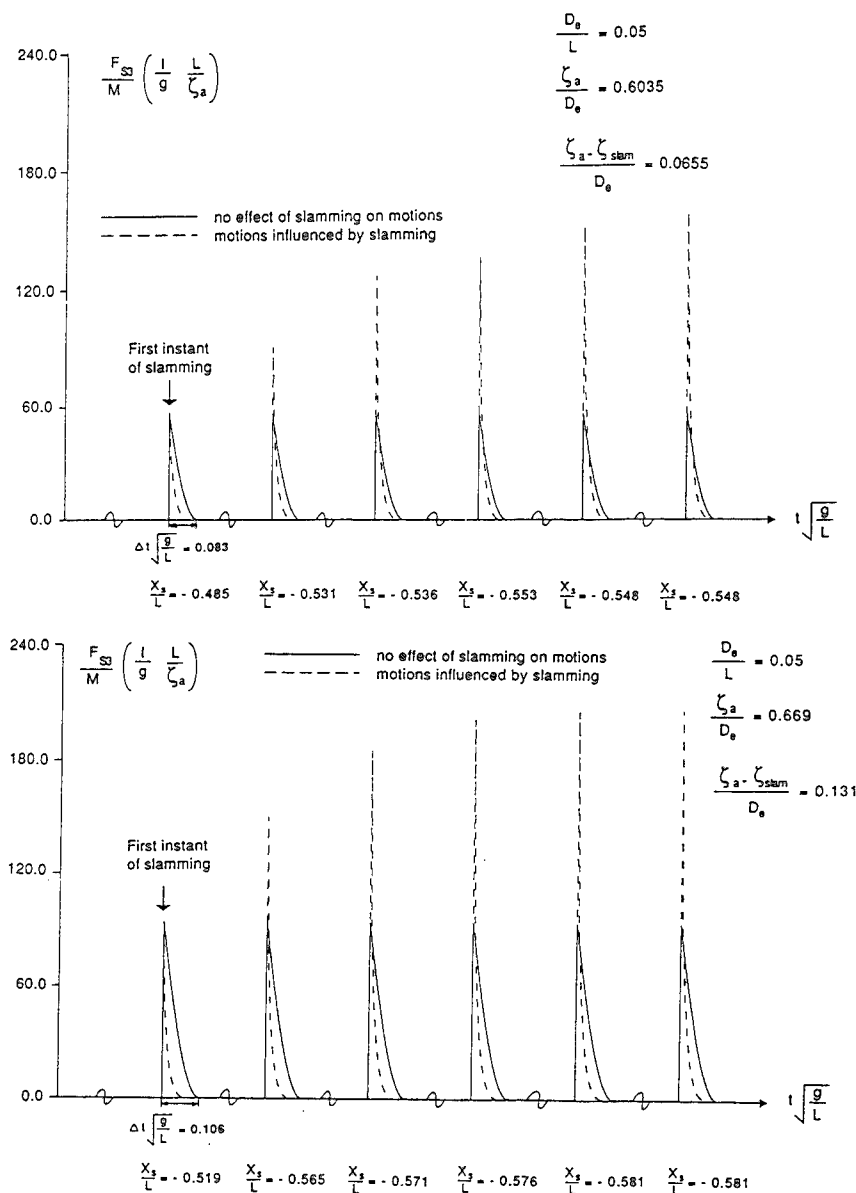 240.0
F_S3/M (1/g L/ζ_a)
D_e/L = 0.05
ζ_a/D_e = 0.6035
(ζ_a - ζ_slam)/D_e = 0.0655
180.0
no effect of slamming on motions
motions influenced by slamming
120.0
First instant
of slamming
60.0
0.0
t√(g/L)
Δt√(g/L) = 0.083
X_s/L = - 0.485 X_s/L = - 0.531 X_s/L = - 0.536 X_s/L = - 0.553 X_s/L = - 0.548 X_s/L = - 0.548
240.0
F_S3/M (1/g L/ζ_a)
no effect of slamming on motions
motions influenced by slamming
D_e/L = 0.05
ζ_a/D_e = 0.669
(ζ_a - ζ_slam)/D_e = 0.131
180.0
First instant
of slamming
120.0
60.0
0.0
t√(g/L)
Δt√(g/L) = 0.106
X_s/L = - 0.519 X_s/L = - 0.565 X_s/L = - 0.571 X_s/L = - 0.576 X_s/L = - 0.581 X_s/L = - 0.581